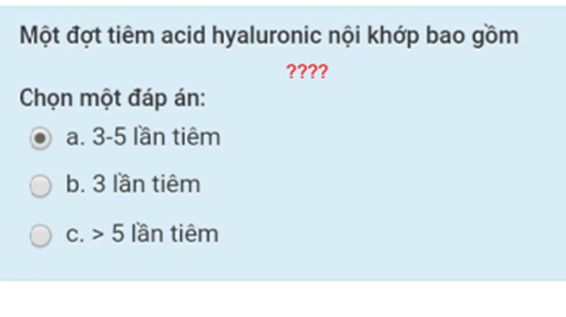 Một đợt tiêm acid hyaluronic nội khớp bao gồm
????
Chọn một đáp án:
a. 3-5 lần tiêm
b. 3 lần tiêm
c. > 5 lần tiêm